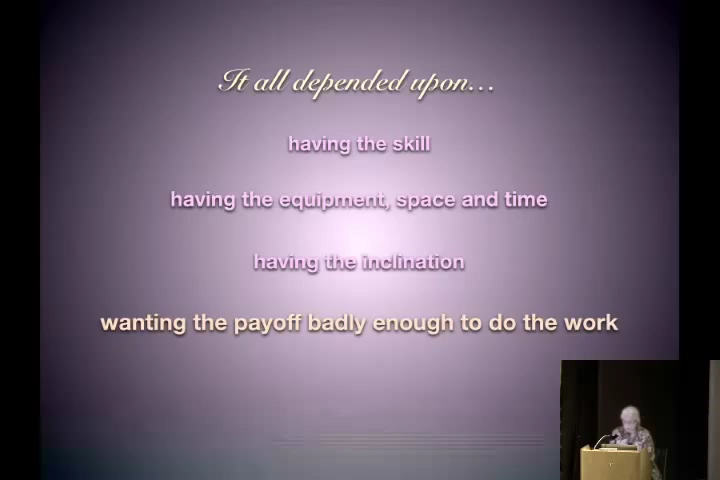 It all depended upon...
having the skill
having the equipment, space and time
having the inclination
wanting the payoff badly enough to do the work